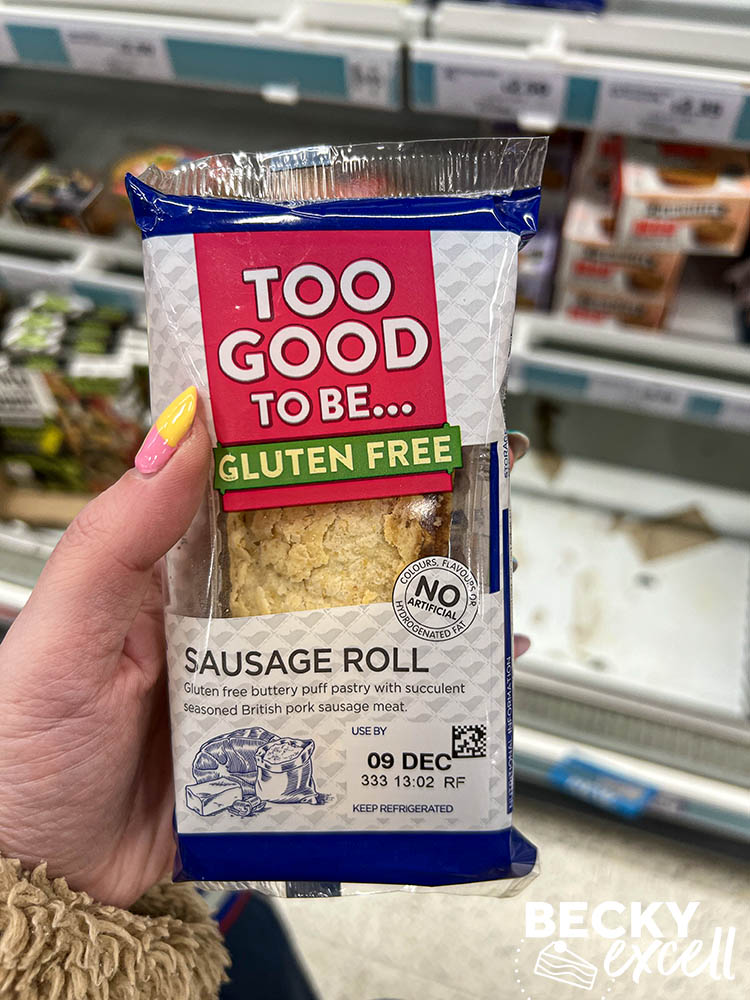 TOO
GOOD
TO BE...
GLUTEN FREE
COLOURS, FLAVOURS OR
NO
ARTIFICIAL
HYDROGENATED FAT
SAUSAGE ROLL
Gluten free buttery puff pastry with succulent
seasoned British pork sausage meat.
USE BY
09 DEC
333 13:02 RF
KEEP REFRIGERATED
NUTRITIONAL INFORMATION
BECKY
excell